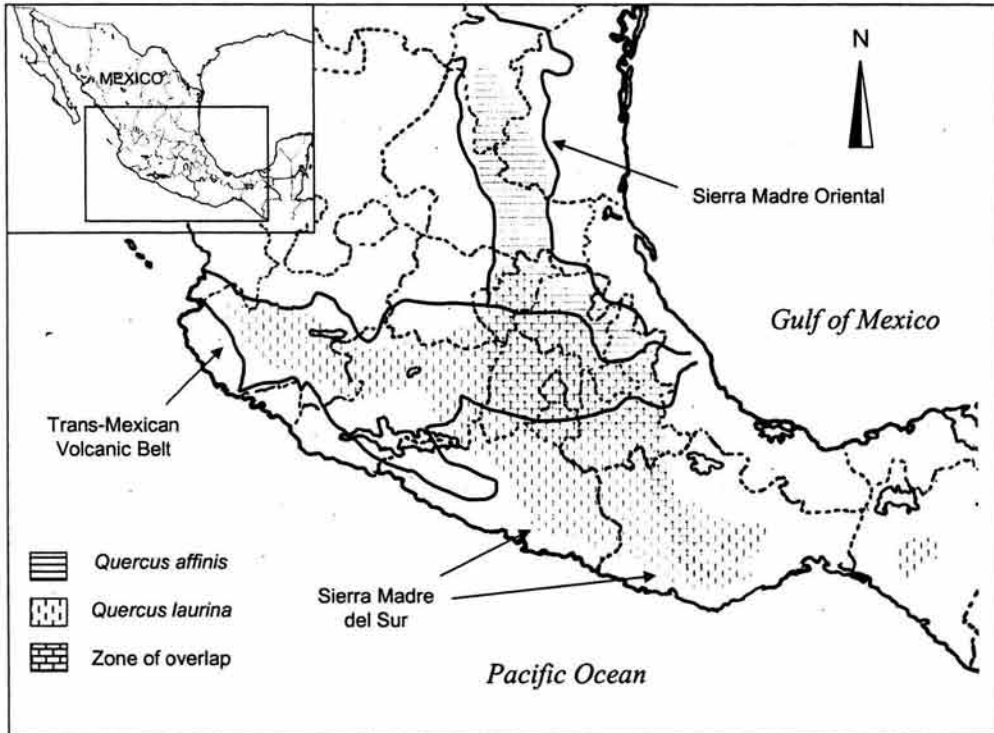 MEXICO
N
Sierra Madre Oriental
Gulf of Mexico
Trans-Mexican
Volcanic Belt
Quercus affinis
Quercus laurina
Zone of overlap
Sierra Madre
del Sur
Pacific Ocean